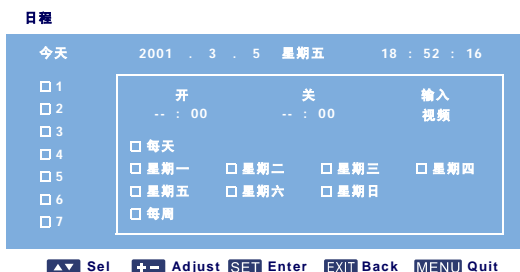 日程
今天 2001 . 3 . 5 星期五 18 : 52 : 16
1
2
3
4
5
6
7
开 关 输入
-- : 00 -- : 00 视频
每天
星期一 星期二 星期三 星期四
星期五 星期六 星期日
每周
Sel Adjust SET Enter EXIT Back MENU Quit